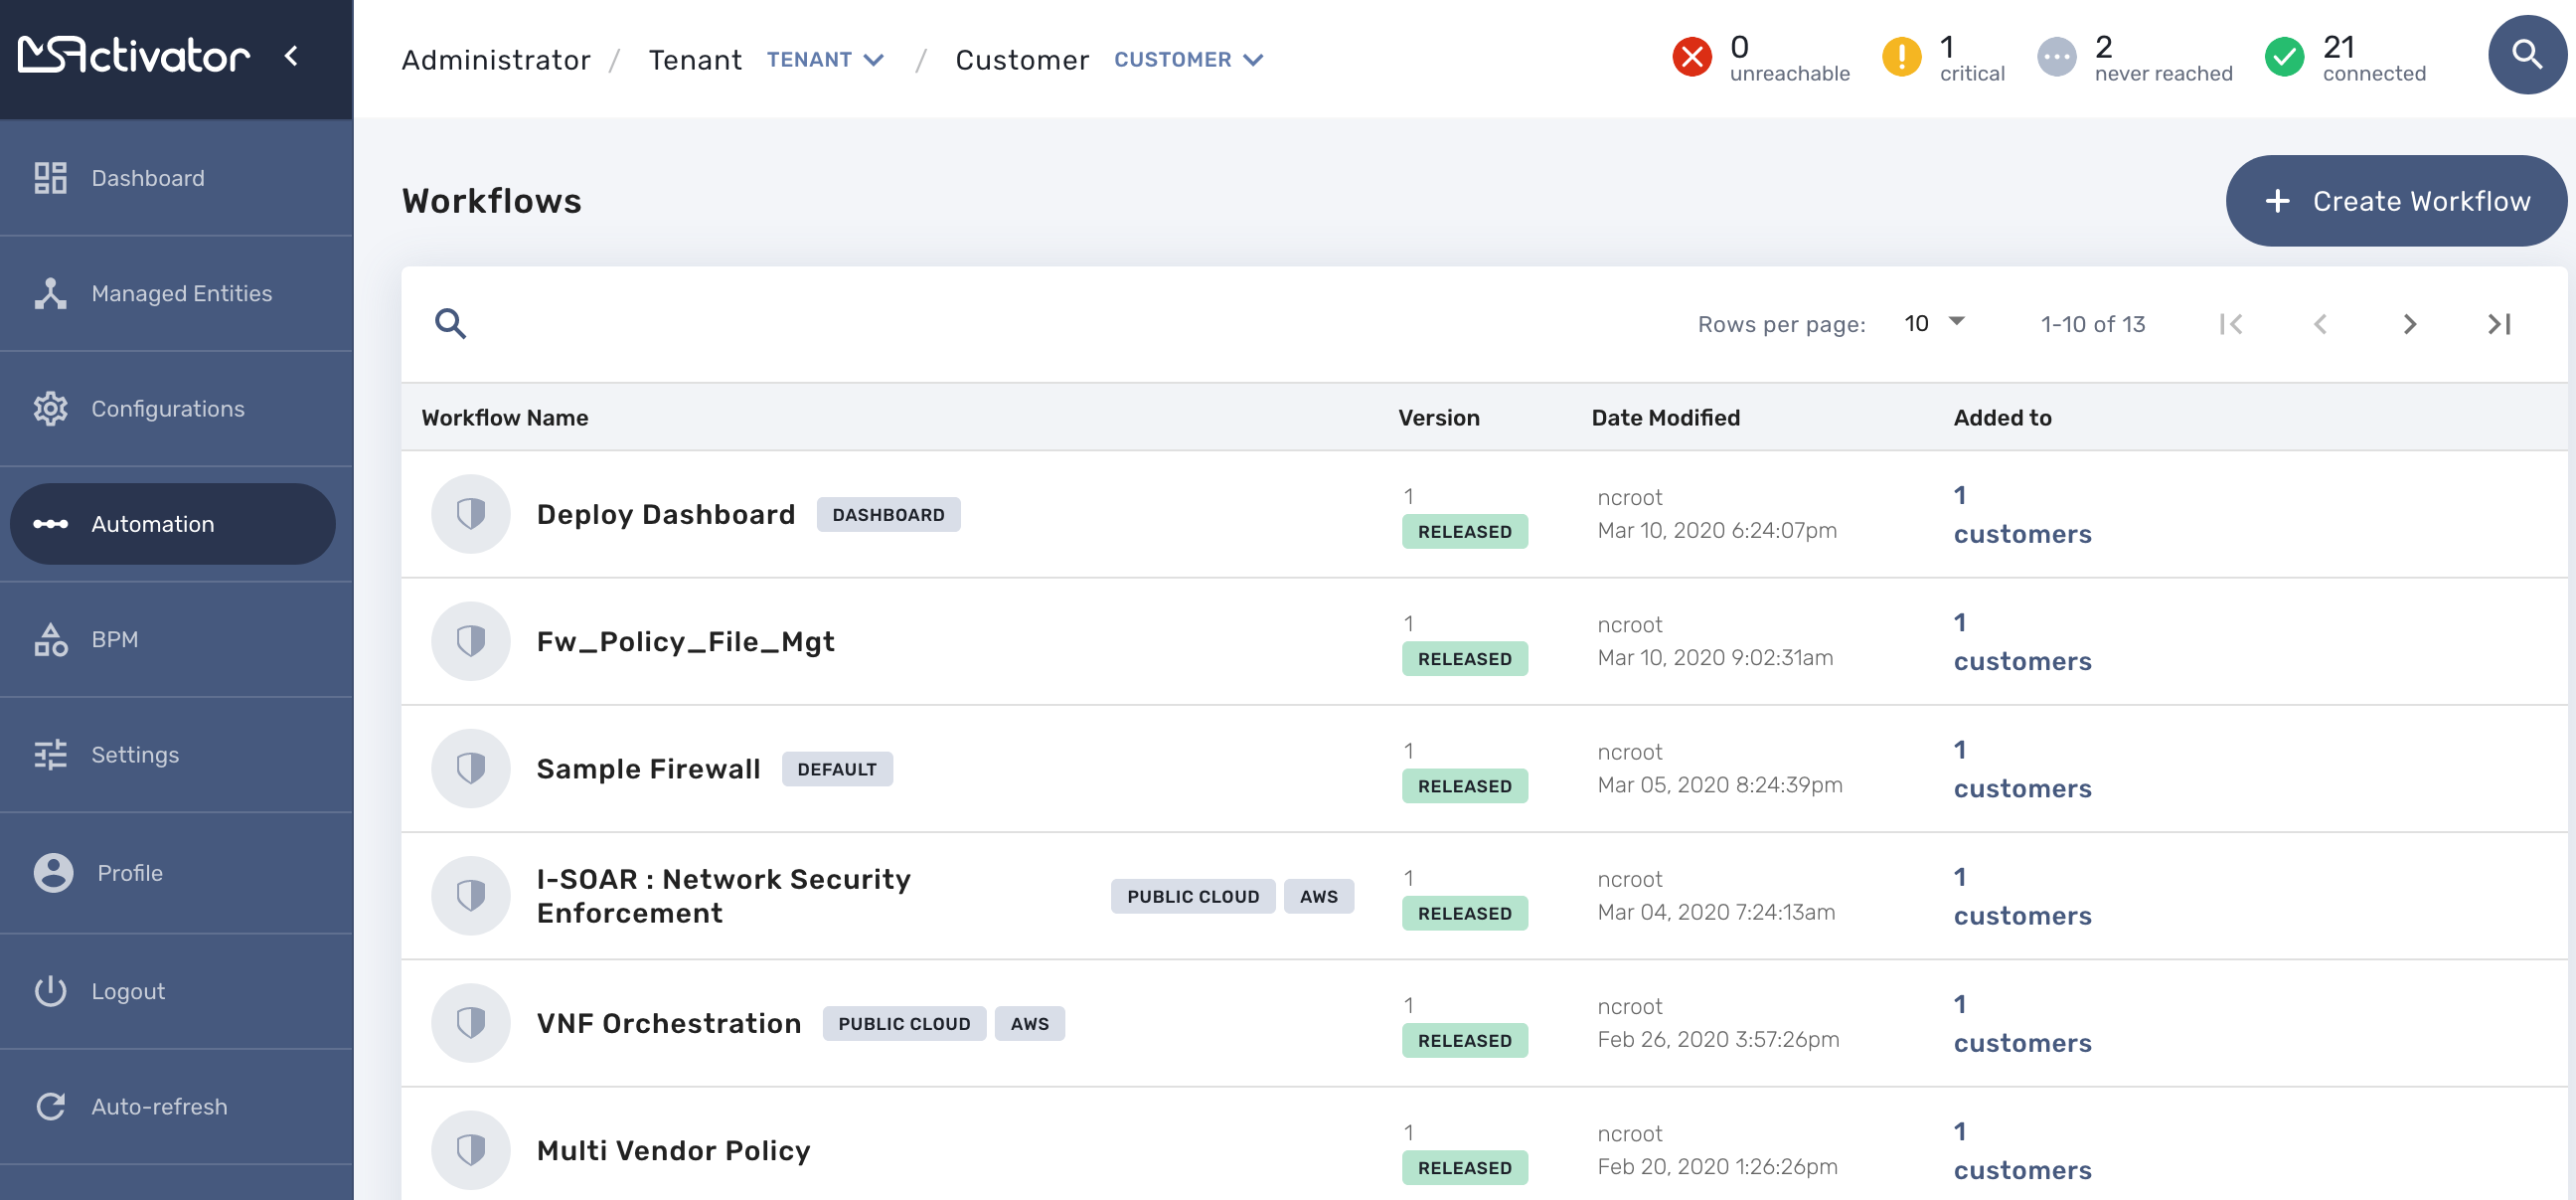 MSActivator
Administrator / Tenant TENANT / Customer CUSTOMER
0 unreachable
1 critical
2 never reached
21 connected
Dashboard
Managed Entities
Configurations
Automation
BPM
Settings
Profile
Logout
Auto-refresh
Workflows
+ Create Workflow
Rows per page: 10 1-10 of 13
Workflow Name Version Date Modified Added to
Deploy Dashboard DASHBOARD
1
RELEASED
ncroot
Mar 10, 2020 6:24:07pm
1
customers
Fw_Policy_File_Mgt
1
RELEASED
ncroot
Mar 10, 2020 9:02:31am
1
customers
Sample Firewall DEFAULT
1
RELEASED
ncroot
Mar 05, 2020 8:24:39pm
1
customers
I-SOAR : Network Security
Enforcement
PUBLIC CLOUD AWS
1
RELEASED
ncroot
Mar 04, 2020 7:24:13am
1
customers
VNF Orchestration PUBLIC CLOUD AWS
1
RELEASED
ncroot
Feb 26, 2020 3:57:26pm
1
customers
Multi Vendor Policy
1
RELEASED
ncroot
Feb 20, 2020 1:26:26pm
1
customers